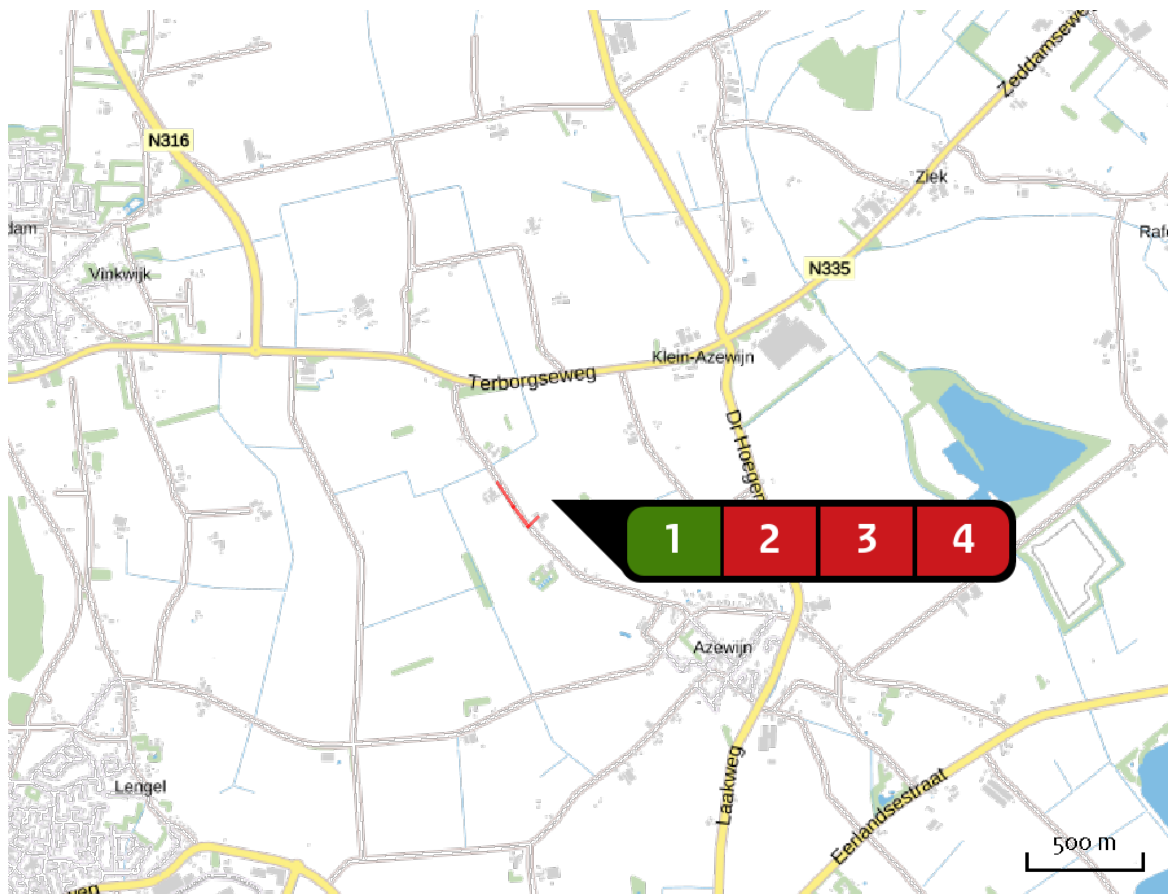 Zeddamseweg
N316
Ziek
dam
Vinkwijk
N335
Klein-Azewijn
Terborgseweg
Dr Hoegen
1 2 3 4
Azewijn
Lengel
Laakweg
Eerlandsestraat
500 m
weg